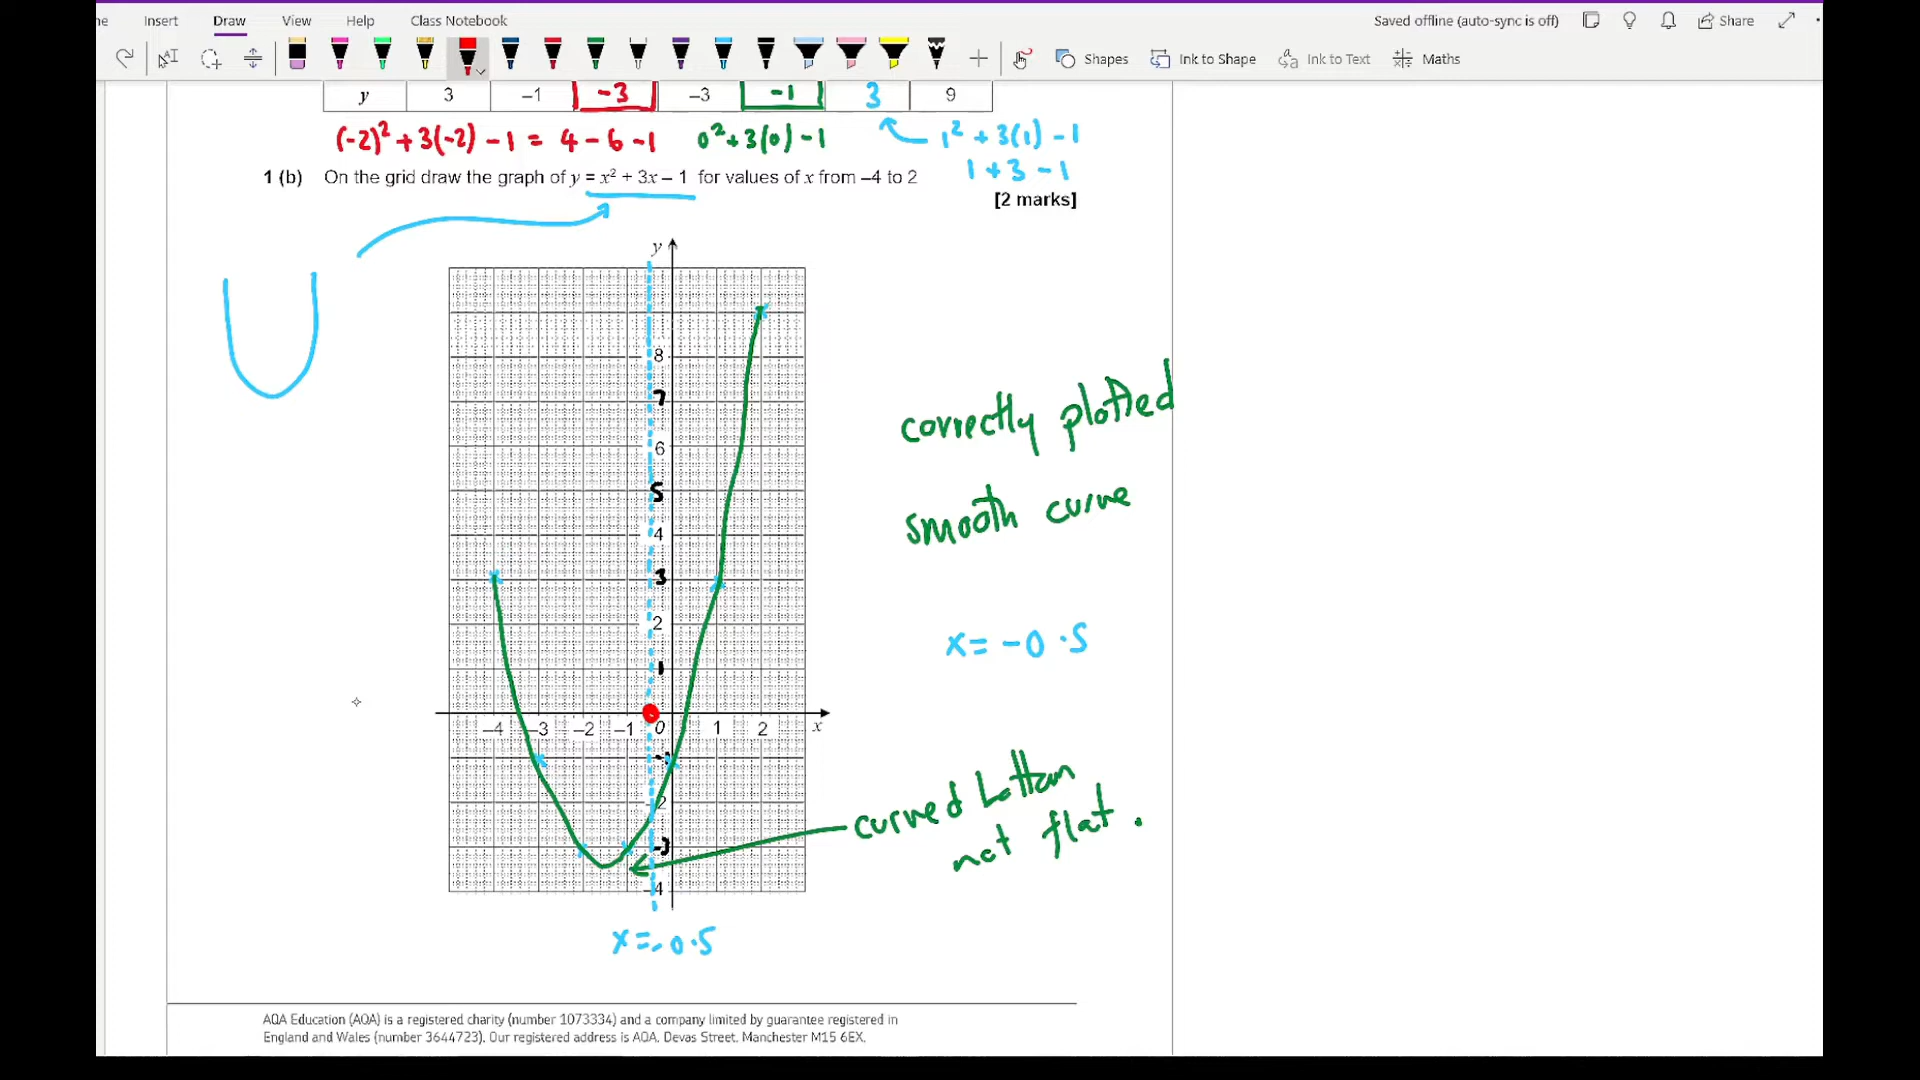 ne Insert Draw View Help Class Notebook Saved offline (auto-sync is off) Share
Shapes Ink to Shape Ink to Text Maths
y 3 –1 -3 –3 -1 3 9
(-2)² + 3(-2) - 1 = 4 - 6 - 1 0² + 3(0) - 1 1² + 3(1) - 1
1 + 3 - 1
1 (b) On the grid draw the graph of y = x² + 3x – 1 for values of x from –4 to 2
[2 marks]
y
8
7
6
5
4
3
2
1
–4 –3 –2 –1 0 1 2 x
-1
2
-3
4
correctly plotted
smooth curve
x = -0.5
curved bottom
not flat.
x = -0.5
AQA Education (AQA) is a registered charity (number 1073334) and a company limited by guarantee registered in
England and Wales (number 3644723). Our registered address is AQA, Devas Street, Manchester M15 6EX.